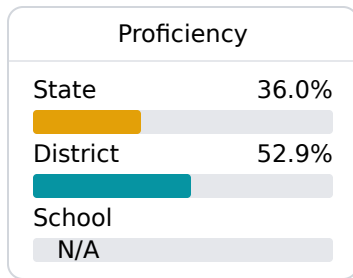 Proficiency
State 36.0%
District 52.9%
School
N/A